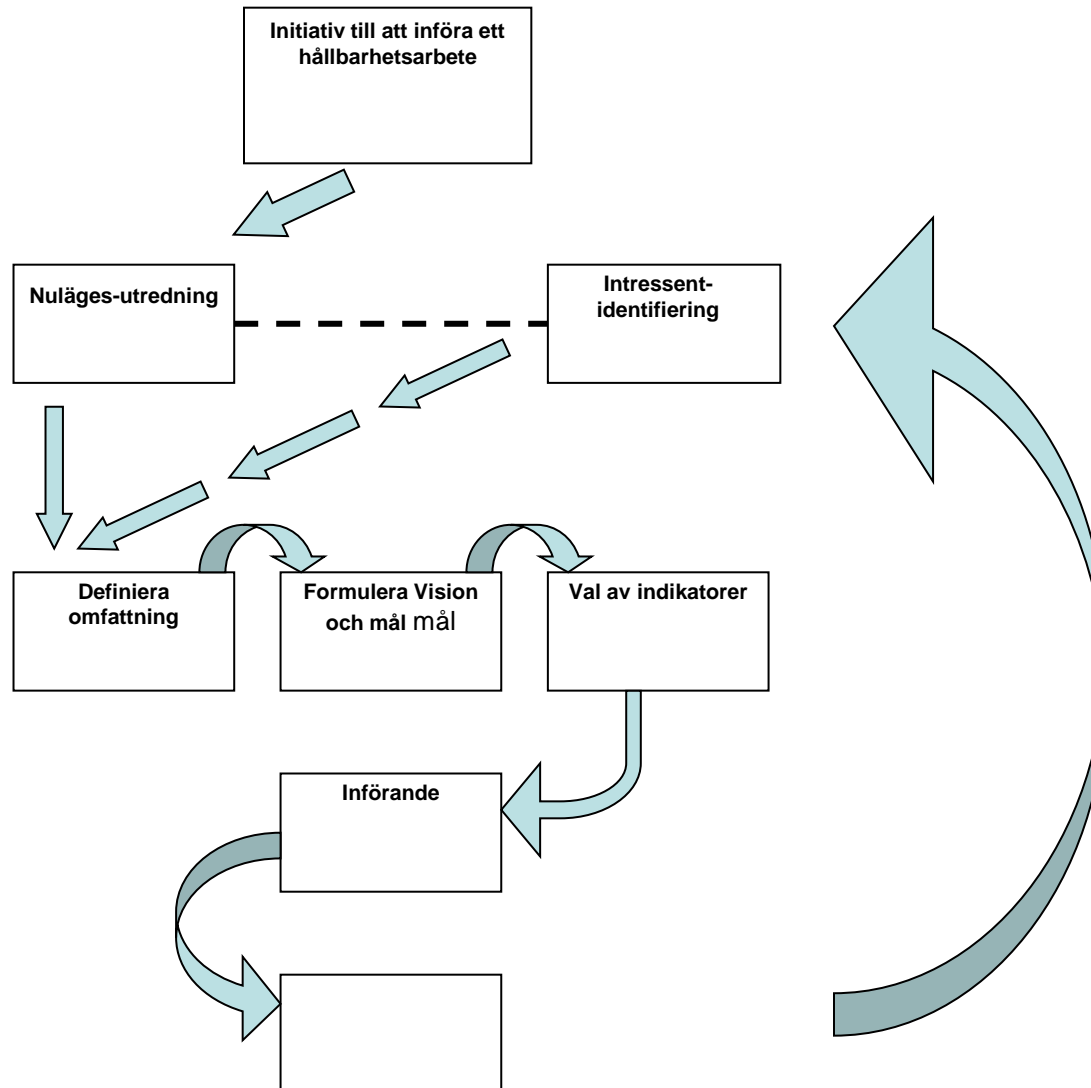 Initiativ till att införa ett
hållbarhetsarbete
Nuläges-utredning
Intressent-
identifiering
Definiera
omfattning
Formulera Vision
och mål mål
Val av indikatorer
Införande